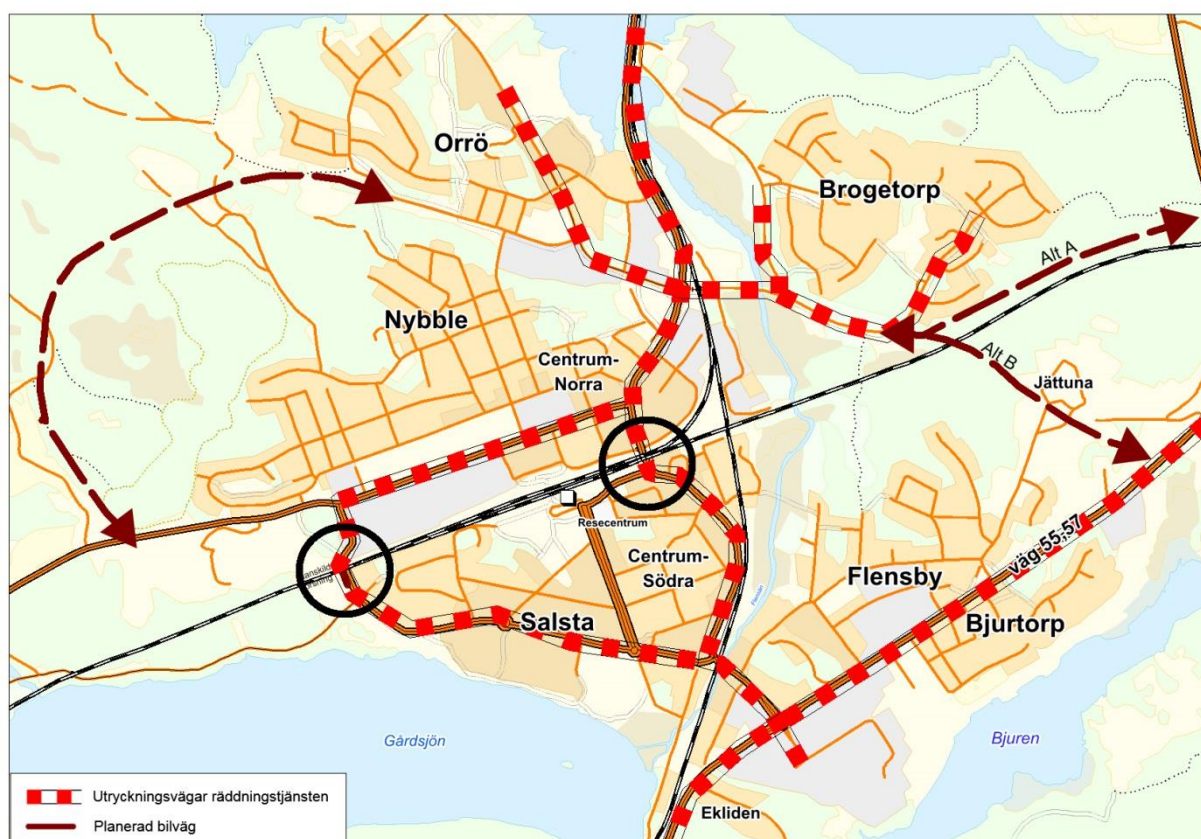 Orrö
Brogetorp
Alt A
Nybble
Centrum-
Norra
Alt B
Jättuna
Resecentrum
Centrum-
Södra
väg 55,57
Flensby
Salsta
Bjurtorp
Gårdsjön
Bjuren
Ekliden
Utryckningsvägar räddningstjänsten
Planerad bilväg